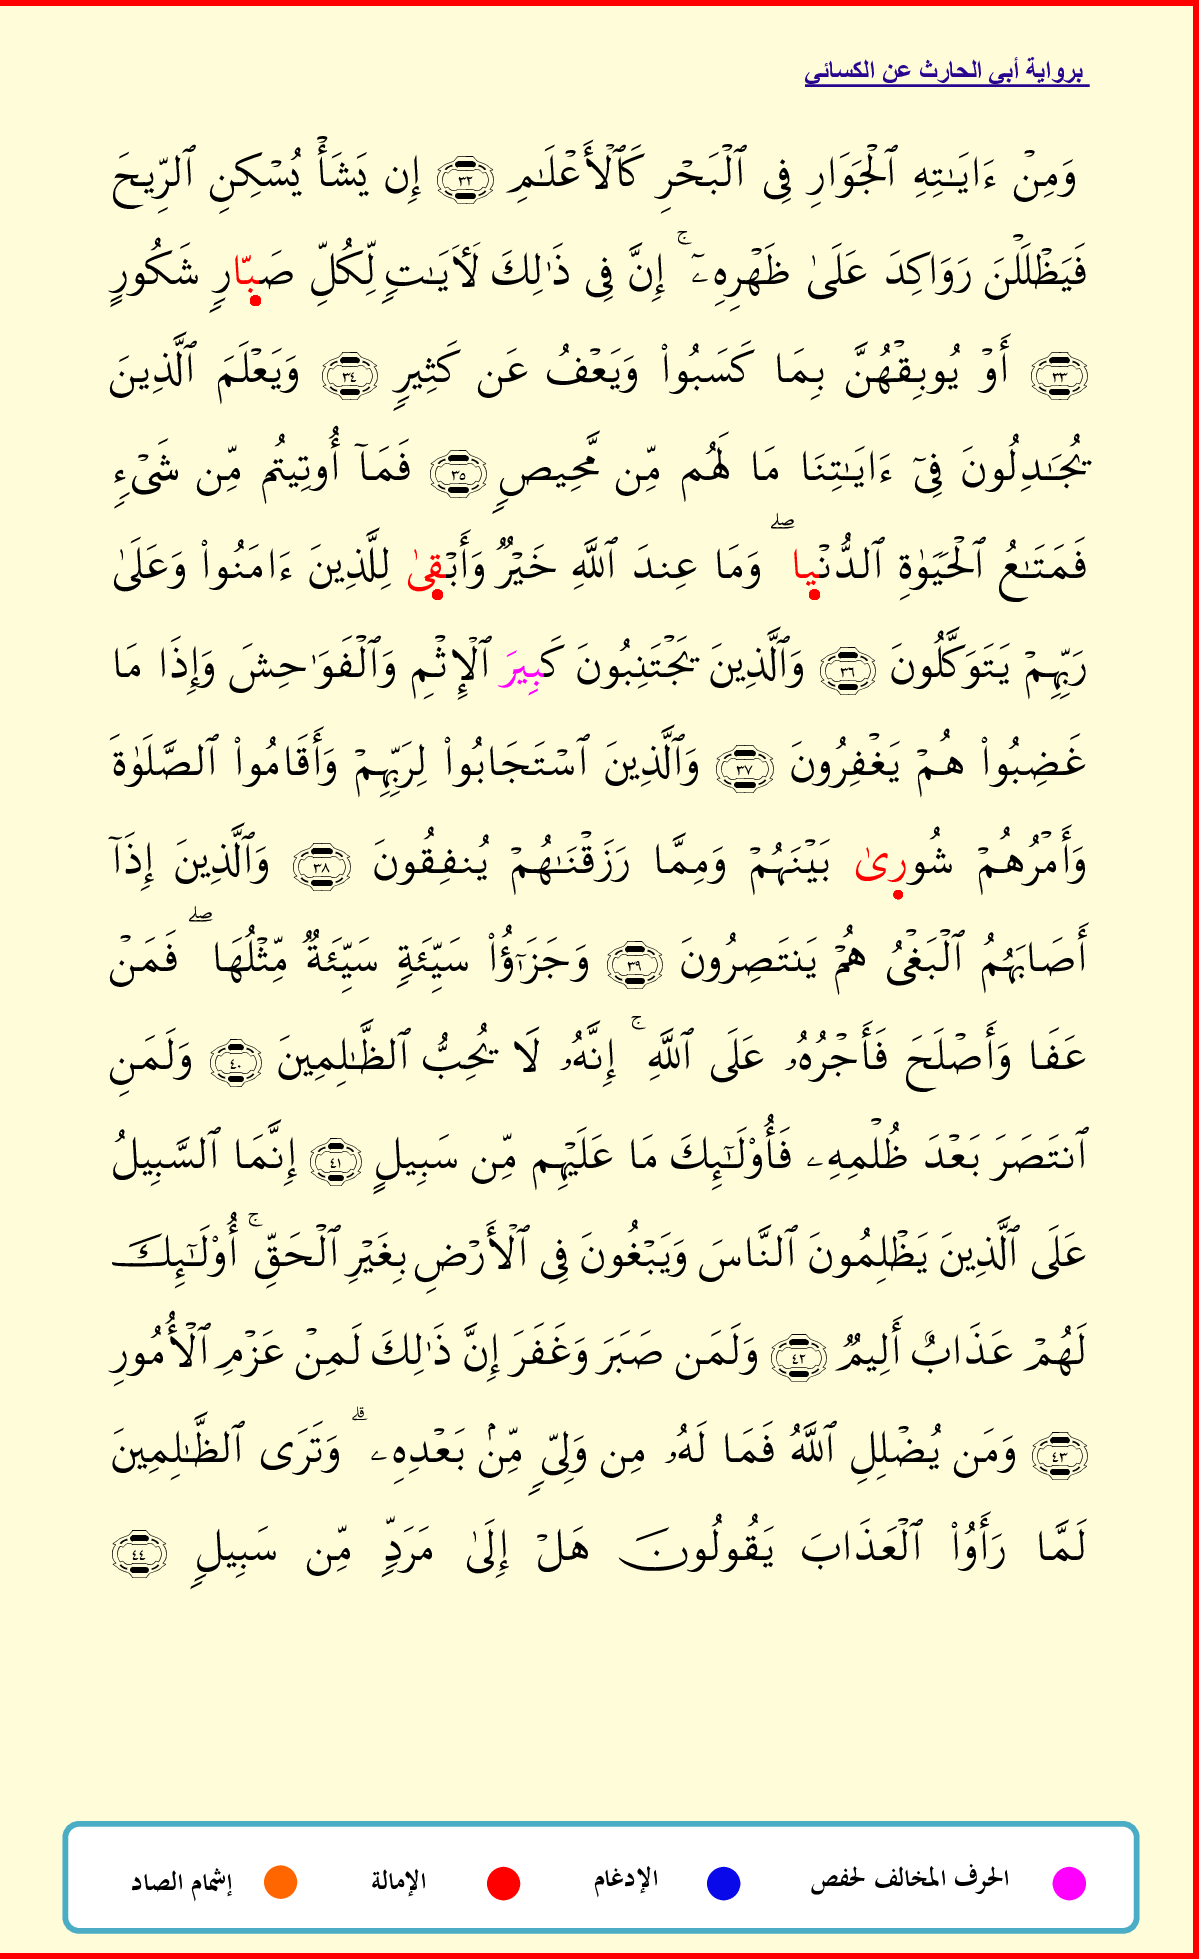 برواية أبي الحارث عن الكسائي
وَمِنۡ ءَايَٰتِهِ ٱلۡجَوَارِ فِي ٱلۡبَحۡرِ كَٱلۡأَعۡلَٰمِ ٣٢ إِن يَشَأۡ يُسۡكِنِ ٱلرِّيحَ
فَيَظۡلَلۡنَ رَوَاكِدَ عَلَىٰ ظَهۡرِهِۦٓۚ إِنَّ فِي ذَٰلِكَ لَأٓيَٰتٖ لِّكُلِّ صَبّارٖ شَكُورٍ
٣٣ أَوۡ يُوبِقۡهُنَّ بِمَا كَسَبُواْ وَيَعۡفُ عَن كَثِيرٖ ٣٤ وَيَعۡلَمَ ٱلَّذِينَ
يُجَٰدِلُونَ فِيٓ ءَايَٰتِنَا مَا لَهُم مِّن مَّحِيصٖ ٣٥ فَمَآ أُوتِيتُم مِّن شَيۡءٖ
فَمَتَٰعُ ٱلۡحَيَوٰةِ ٱلدُّنۡيا ۖ وَمَا عِندَ ٱللَّهِ خَيۡرٞ وَأَبۡقىٰ لِلَّذِينَ ءَامَنُواْ وَعَلَىٰ
رَبِّهِمۡ يَتَوَكَّلُونَ ٣٦ وَٱلَّذِينَ يَجۡتَنِبُونَ كَبِيرَ ٱلۡإِثۡمِ وَٱلۡفَوَٰحِشَ وَإِذَا مَا
غَضِبُواْ هُمۡ يَغۡفِرُونَ ٣٧ وَٱلَّذِينَ ٱسۡتَجَابُواْ لِرَبِّهِمۡ وَأَقَامُواْ ٱلصَّلَوٰةَ
وَأَمۡرُهُمۡ شُورىٰ بَيۡنَهُمۡ وَمِمَّا رَزَقۡنَٰهُمۡ يُنفِقُونَ ٣٨ وَٱلَّذِينَ إِذَآ
أَصَابَهُمُ ٱلۡبَغۡيُ هُمۡ يَنتَصِرُونَ ٣٩ وَجَزَٰٓؤُاْ سَيِّئَةٖ سَيِّئَةٞ مِّثۡلُهَا ۖ فَمَنۡ
عَفَا وَأَصۡلَحَ فَأَجۡرُهُۥ عَلَى ٱللَّهِ ۚ إِنَّهُۥ لَا يُحِبُّ ٱلظَّٰلِمِينَ ٤٠ وَلَمَنِ
ٱنتَصَرَ بَعۡدَ ظُلۡمِهِۦ فَأُوْلَٰٓئِكَ مَا عَلَيۡهِم مِّن سَبِيلٍ ٤١ إِنَّمَا ٱلسَّبِيلُ
عَلَى ٱلَّذِينَ يَظۡلِمُونَ ٱلنَّاسَ وَيَبۡغُونَ فِي ٱلۡأَرۡضِ بِغَيۡرِ ٱلۡحَقِّ ۚ أُوْلَٰٓئِكَ
لَهُمۡ عَذَابٌ أَلِيمٞ ٤٢ وَلَمَن صَبَرَ وَغَفَرَ إِنَّ ذَٰلِكَ لَمِنۡ عَزۡمِ ٱلۡأُمُورِ
٤٣ وَمَن يُضۡلِلِ ٱللَّهُ فَمَا لَهُۥ مِن وَلِيّٖ مِّنۢ بَعۡدِهِۦ ۗ وَتَرَى ٱلظَّٰلِمِينَ
لَمَّا رَأَوُاْ ٱلۡعَذَابَ يَقُولُونَ هَلۡ إِلَىٰ مَرَدّٖ مِّن سَبِيلٖ ٤٤
الحرف المخالف لحفص الإدغام الإمالة إشمام الصاد